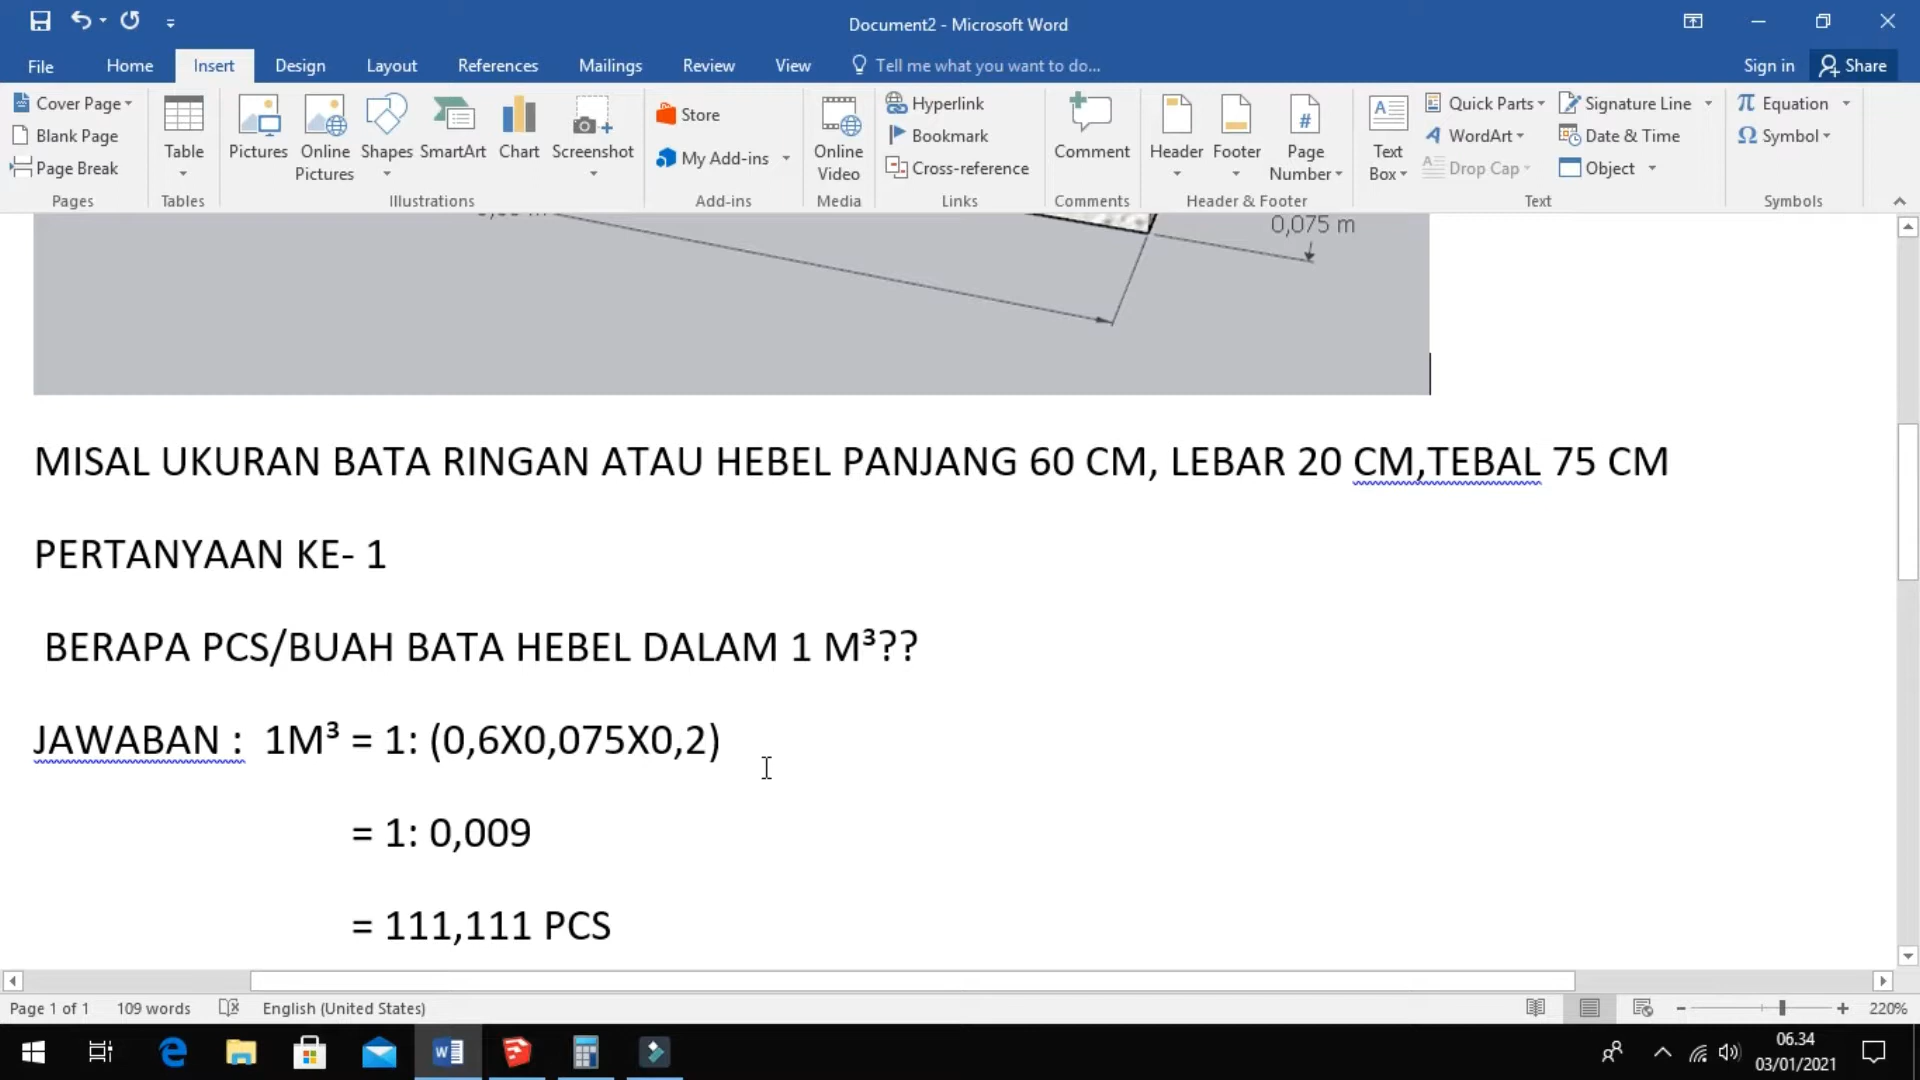 Document2 - Microsoft Word
File Home Insert Design Layout References Mailings Review View Tell me what you want to do... Sign in Share
Cover Page
Blank Page
Page Break
Pages
Table
Tables
Pictures
Online Pictures
Shapes
SmartArt
Chart
Screenshot
Illustrations
Store
My Add-ins
Add-ins
Online Video
Media
Hyperlink
Bookmark
Cross-reference
Links
Comment
Comments
Header
Footer
Page Number
Header & Footer
Text Box
Quick Parts
WordArt
Drop Cap
Signature Line
Date & Time
Object
Text
Equation
Symbol
Symbols
0,075 m
MISAL UKURAN BATA RINGAN ATAU HEBEL PANJANG 60 CM, LEBAR 20 CM,TEBAL 75 CM
PERTANYAAN KE- 1
BERAPA PCS/BUAH BATA HEBEL DALAM 1 M³??
JAWABAN : 1M³ = 1: (0,6X0,075X0,2)
= 1: 0,009
= 111,111 PCS
Page 1 of 1 109 words English (United States) 220%
06.34
03/01/2021